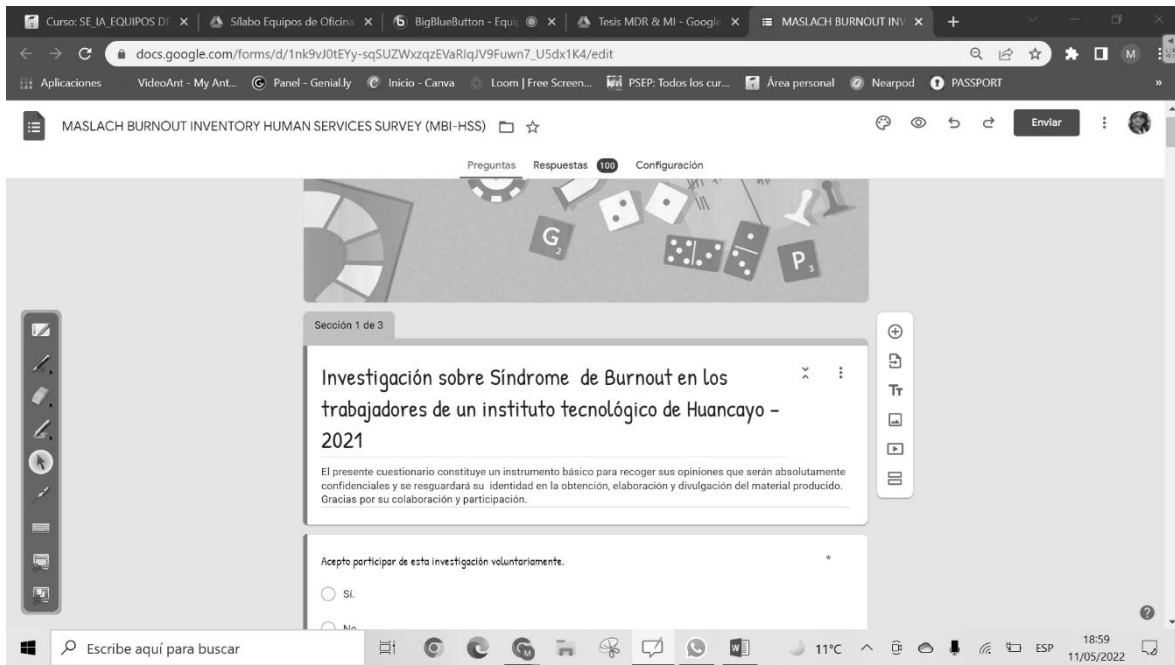 Curso: SE_IA_EQUIPOS DE
Sílabo Equipos de Oficina
BigBlueButton - Equi
Tesis MDR & MI - Google
MASLACH BURNOUT INV
docs.google.com/forms/d/1nk9vJ0tEYy-sqSUZWxzqzEVaRIqJV9Fuwn7_U5dx1K4/edit
M
Aplicaciones VideoAnt - My Ant... Panel - Genial.ly Inicio - Canva Loom | Free Screen... PSEP: Todos los cur... Área personal Nearpod PASSPORT »
MASLACH BURNOUT INVENTORY HUMAN SERVICES SURVEY (MBI-HSS)
Enviar
Preguntas Respuestas 100 Configuración
G2
P3
Sección 1 de 3
Investigación sobre Síndrome de Burnout en los
trabajadores de un instituto tecnológico de Huancayo –
2021
El presente cuestionario constituye un instrumento básico para recoger sus opiniones que serán absolutamente
confidenciales y se resguardará su identidad en la obtención, elaboración y divulgación del material producido.
Gracias por su colaboración y participación.
Tт
Acepto participar de esta investigación voluntariamente. *
Sí.
No
Escribe aquí para buscar
11°C
ESP
18:59
11/05/2022